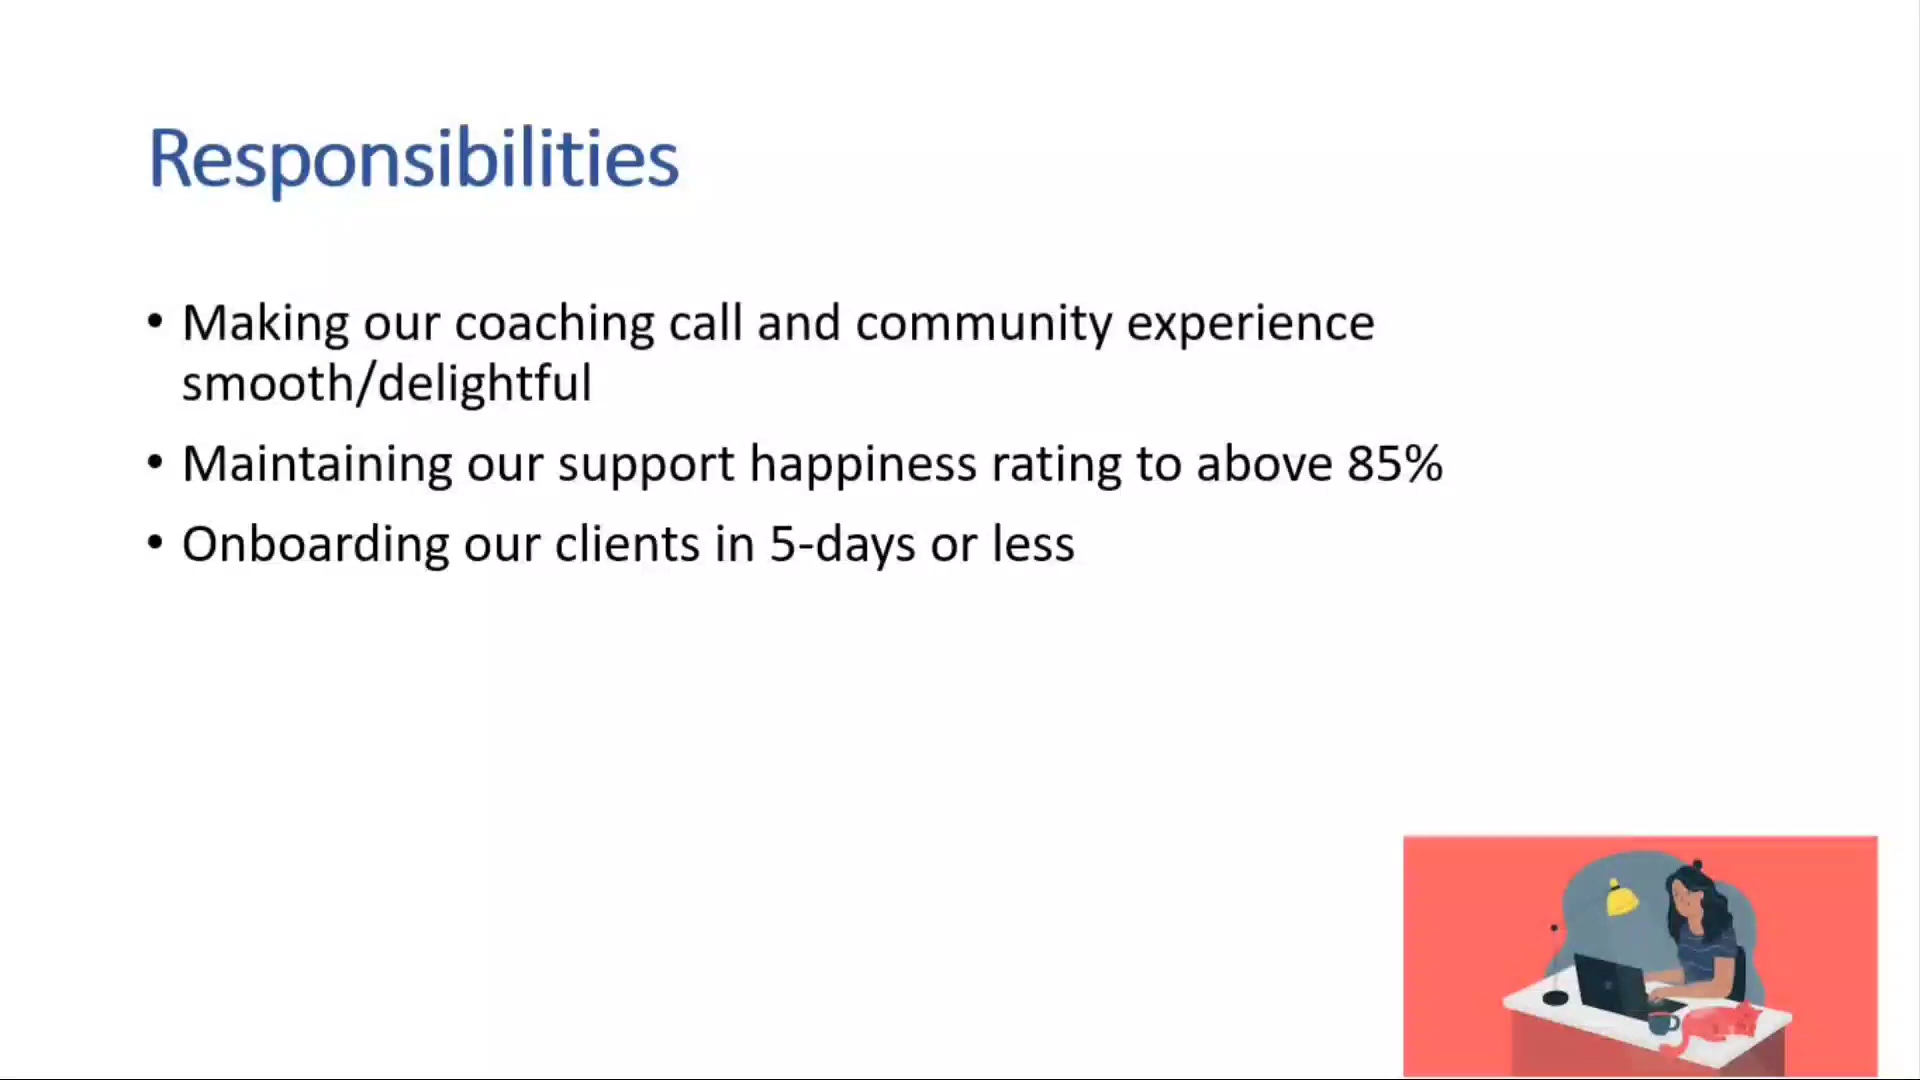 Responsibilities
• Making our coaching call and community experience
smooth/delightful
• Maintaining our support happiness rating to above 85%
• Onboarding our clients in 5-days or less